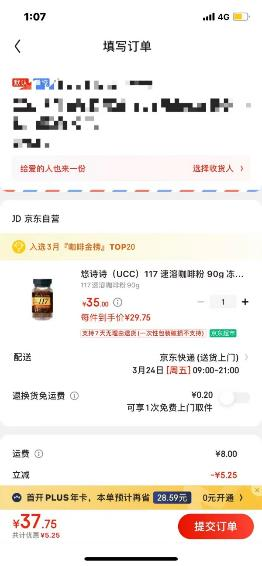 1:07
4G
填写订单
默认
给爱的人也来一份
选择收货人 >
JD 京东自营
入选3月『咖啡金榜』TOP20
悠诗诗（UCC）117 速溶咖啡粉 90g 冻…
117速溶咖啡粉 90g
¥35.00
1
每件到手价¥29.75
支持7天无理由退货(一次性包装破损不支持) 京东超市
配送
京东快递 (送货上门) >
3月24日 [周五] 09:00-21:00
退换货免运费
¥0.20
可享1次免费上门取件
运费
¥8.00
立减
-¥5.25
首开PLUS年卡，本单预计再省 28.59元 0元开通 >
¥37.75
共计优惠 ¥5.25
提交订单